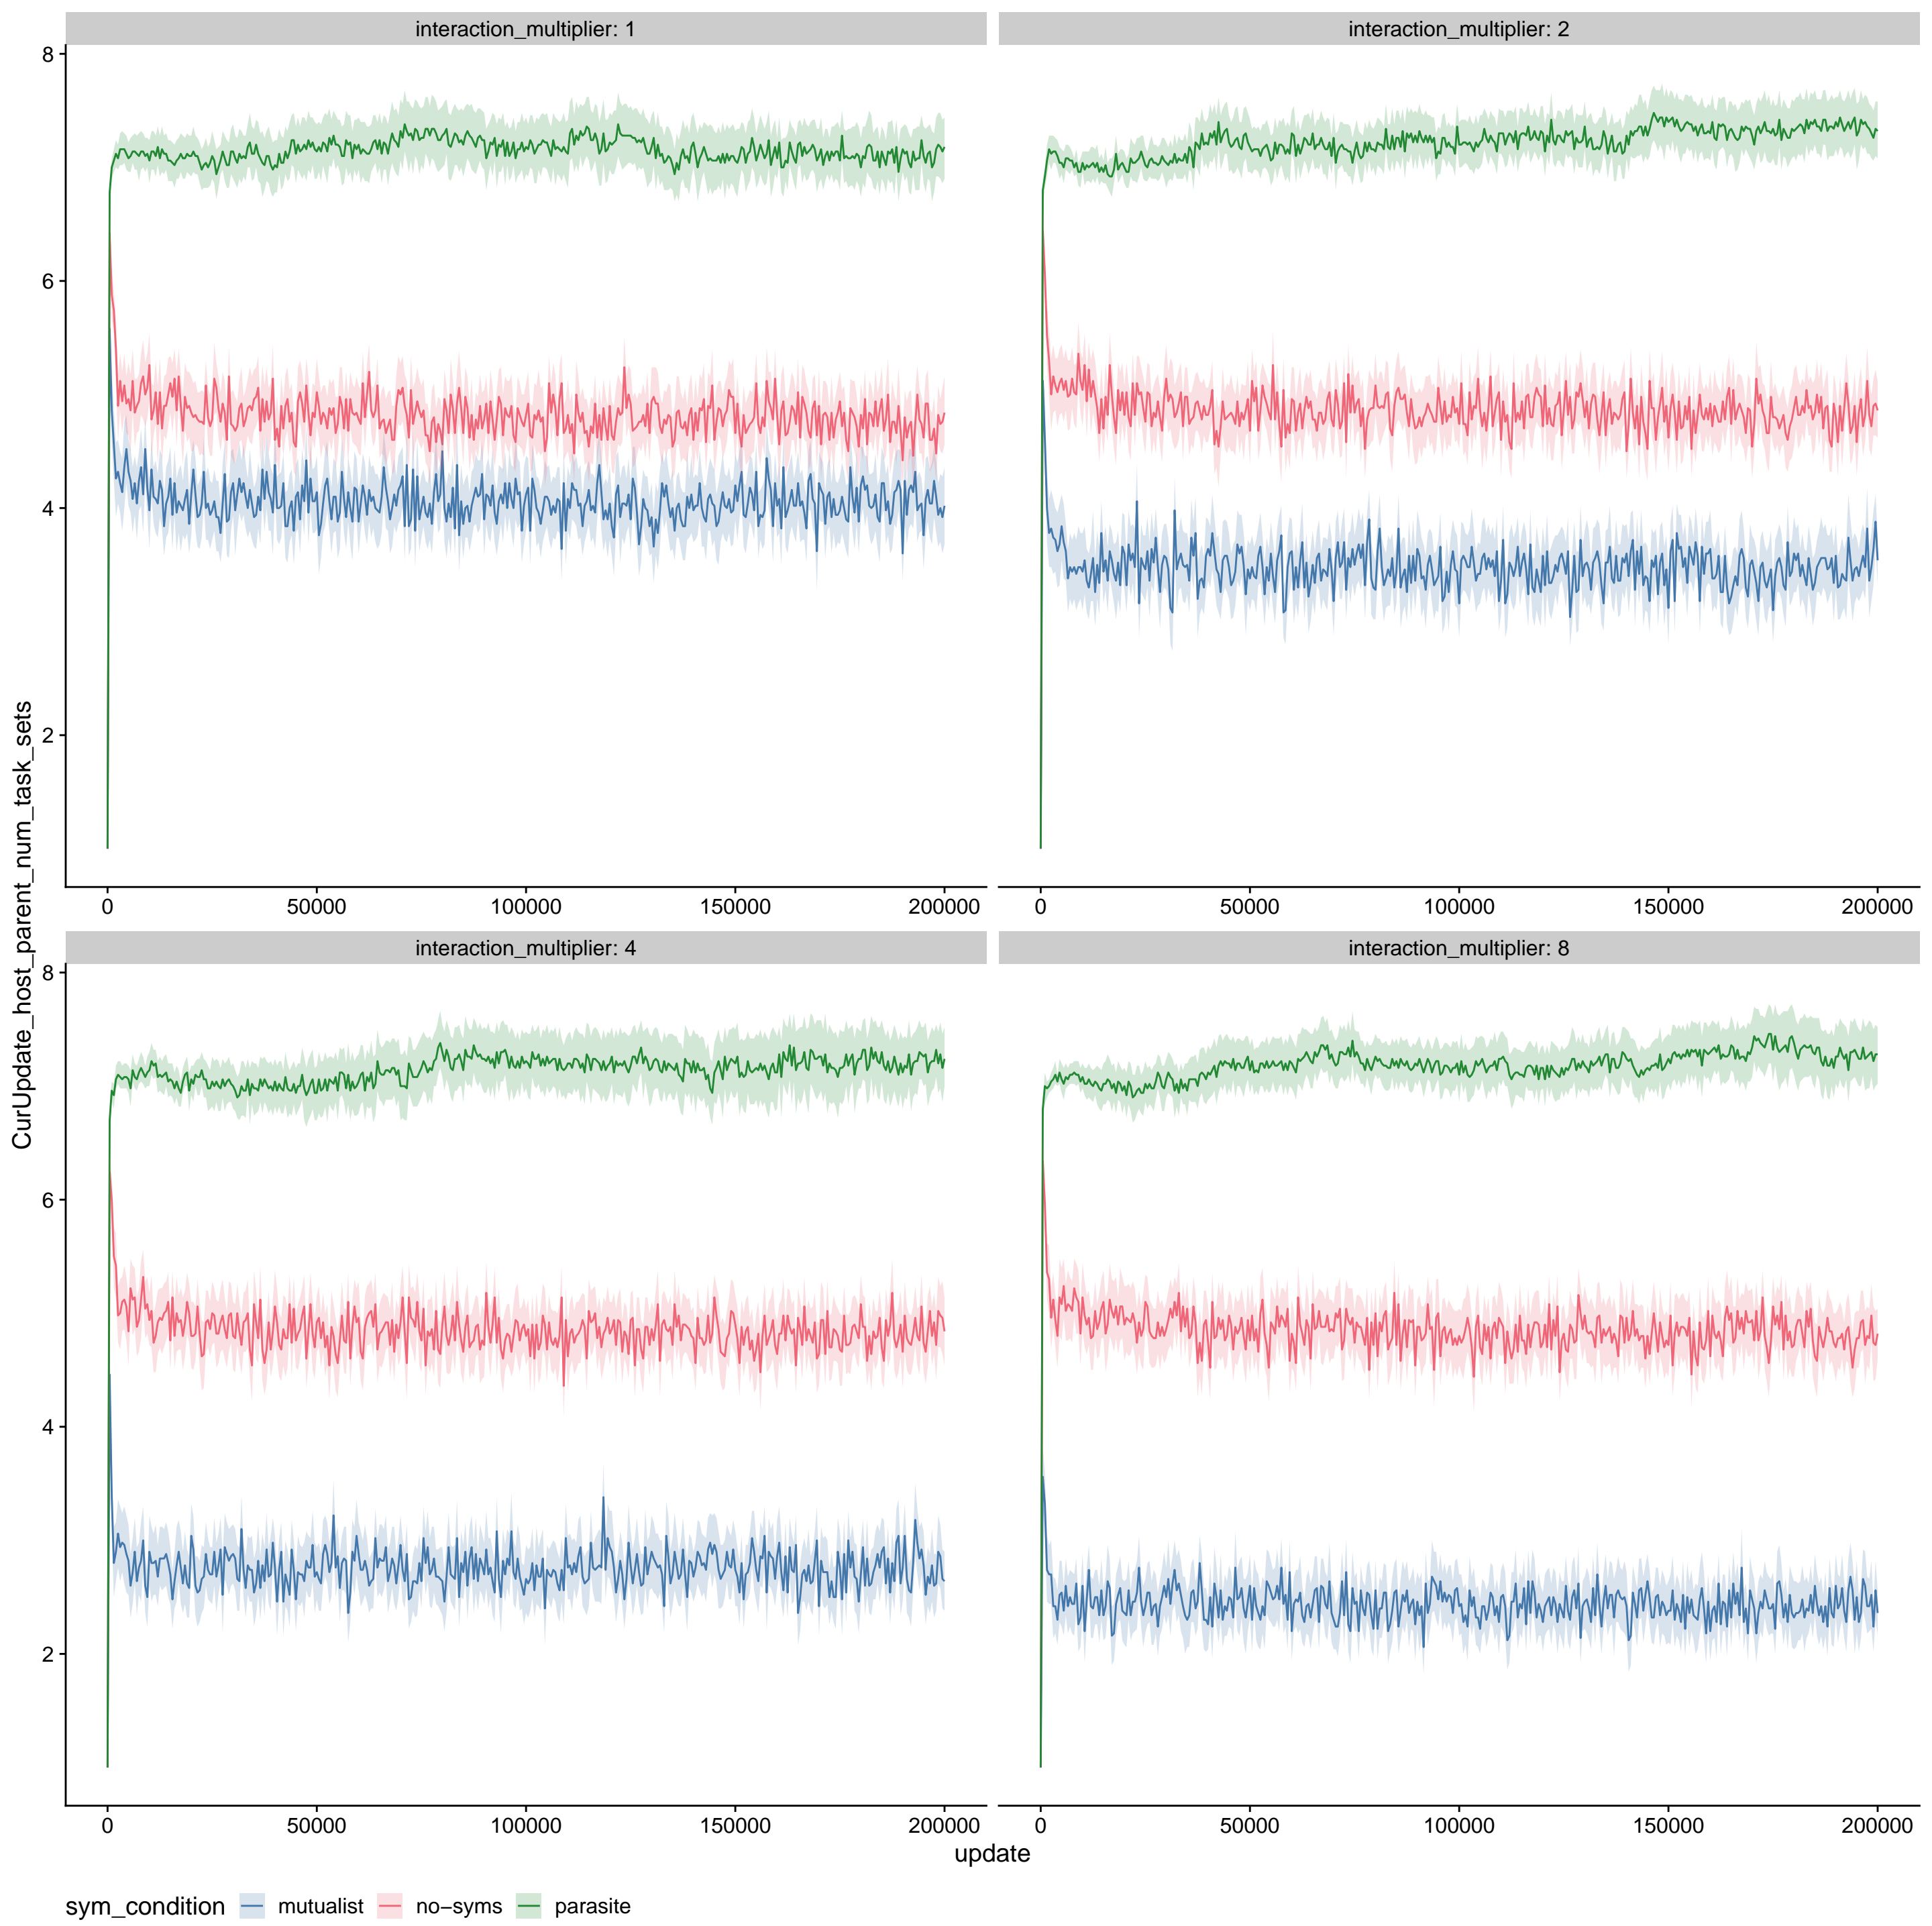 interaction_multiplier: 1
interaction_multiplier: 2
8
6
4
2
0 50000 100000 150000 200000
0 50000 100000 150000 200000
CurUpdate_host_parent_num_task_sets
interaction_multiplier: 4
interaction_multiplier: 8
8
6
4
2
0 50000 100000 150000 200000
0 50000 100000 150000 200000
update
sym_condition mutualist no−syms parasite